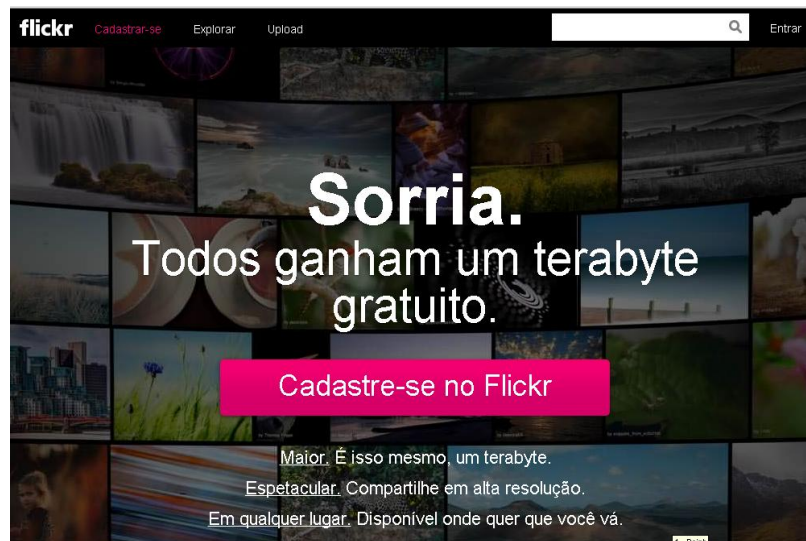 flickr Cadastrar-se Explorar Upload Entrar
Sorria.
Todos ganham um terabyte
gratuito.
Cadastre-se no Flickr
Maior. É isso mesmo, um terabyte.
Espetacular. Compartilhe em alta resolução.
Em qualquer lugar. Disponível onde quer que você vá.